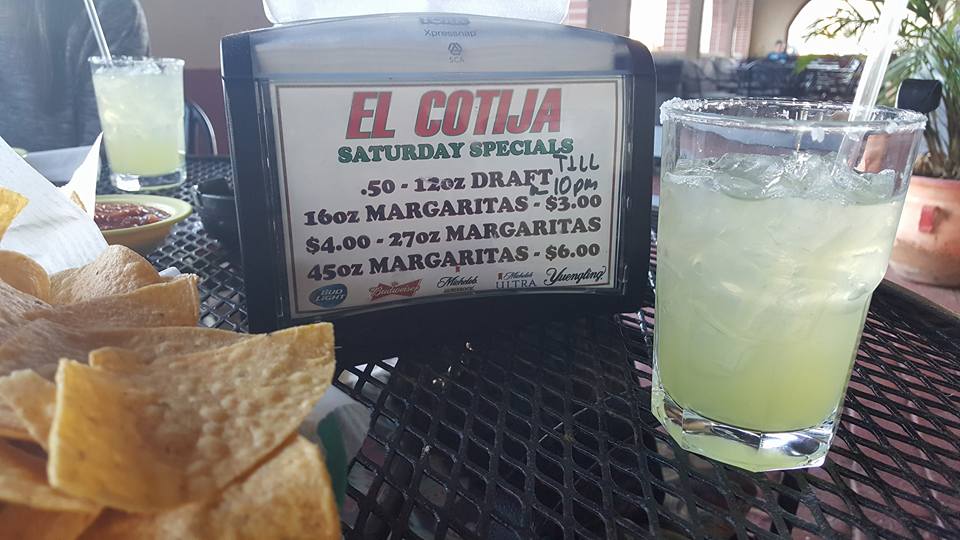 TORK
Xpressnap
SCA
EL COTIJA
SATURDAY SPECIALS
.50 - 12oz DRAFT TILL 10pm
16oz MARGARITAS - $3.00
$4.00 - 27oz MARGARITAS
45oz MARGARITAS - $6.00
BUD LIGHT Budweiser Michelob ULTRA Yuengling